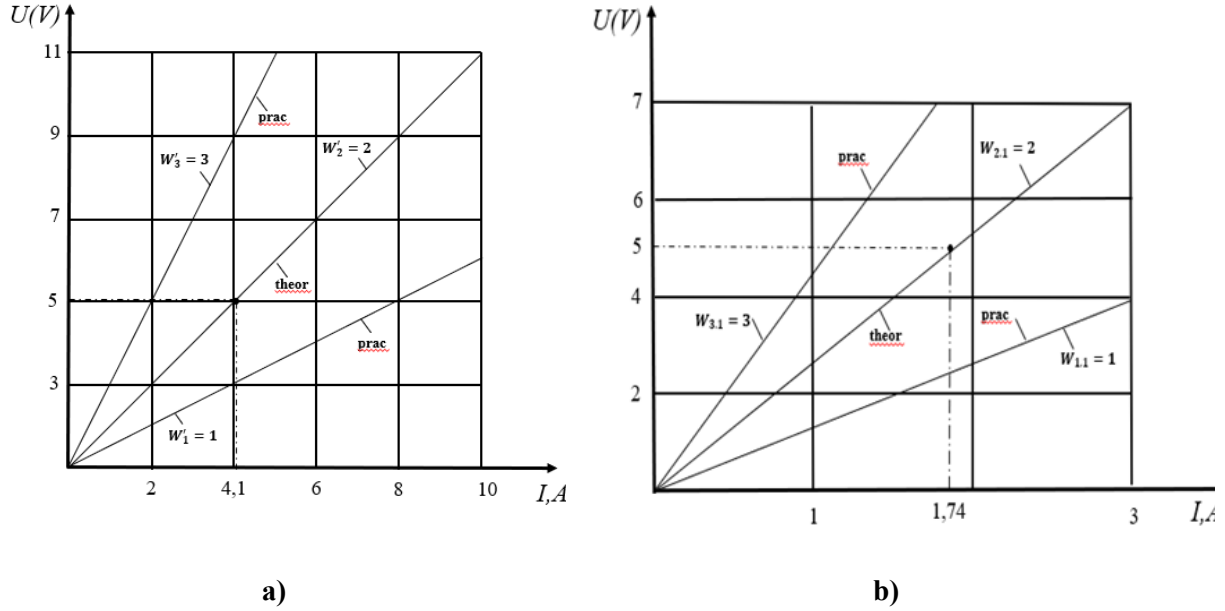 U(V)
11
9
7
5
3
prac
W′₃ = 3
W′₂ = 2
theor
prac
W′₁ = 1
2
4,1
6
8
10
I,A
a)
U(V)
7
6
5
4
2
prac
W₂.₁ = 2
W₃.₁ = 3
theor
prac
W₁.₁ = 1
1
1,74
3
I,A
b)